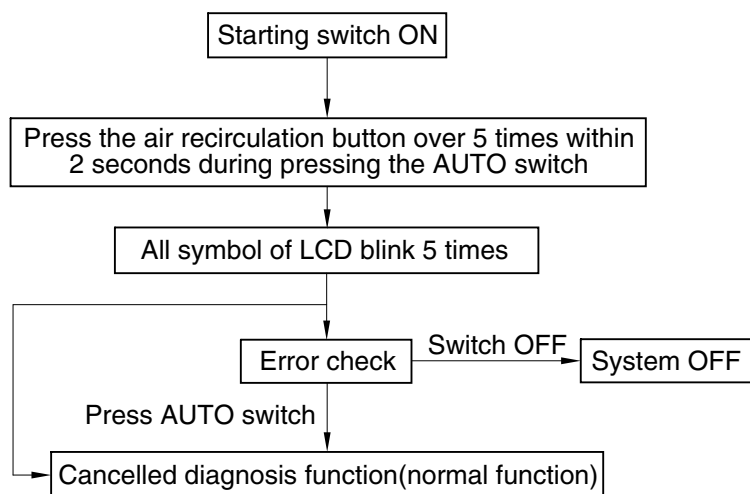 Starting switch ON
Press the air recirculation button over 5 times within
2 seconds during pressing the AUTO switch
All symbol of LCD blink 5 times
Error check
Switch OFF
System OFF
Press AUTO switch
Cancelled diagnosis function(normal function)